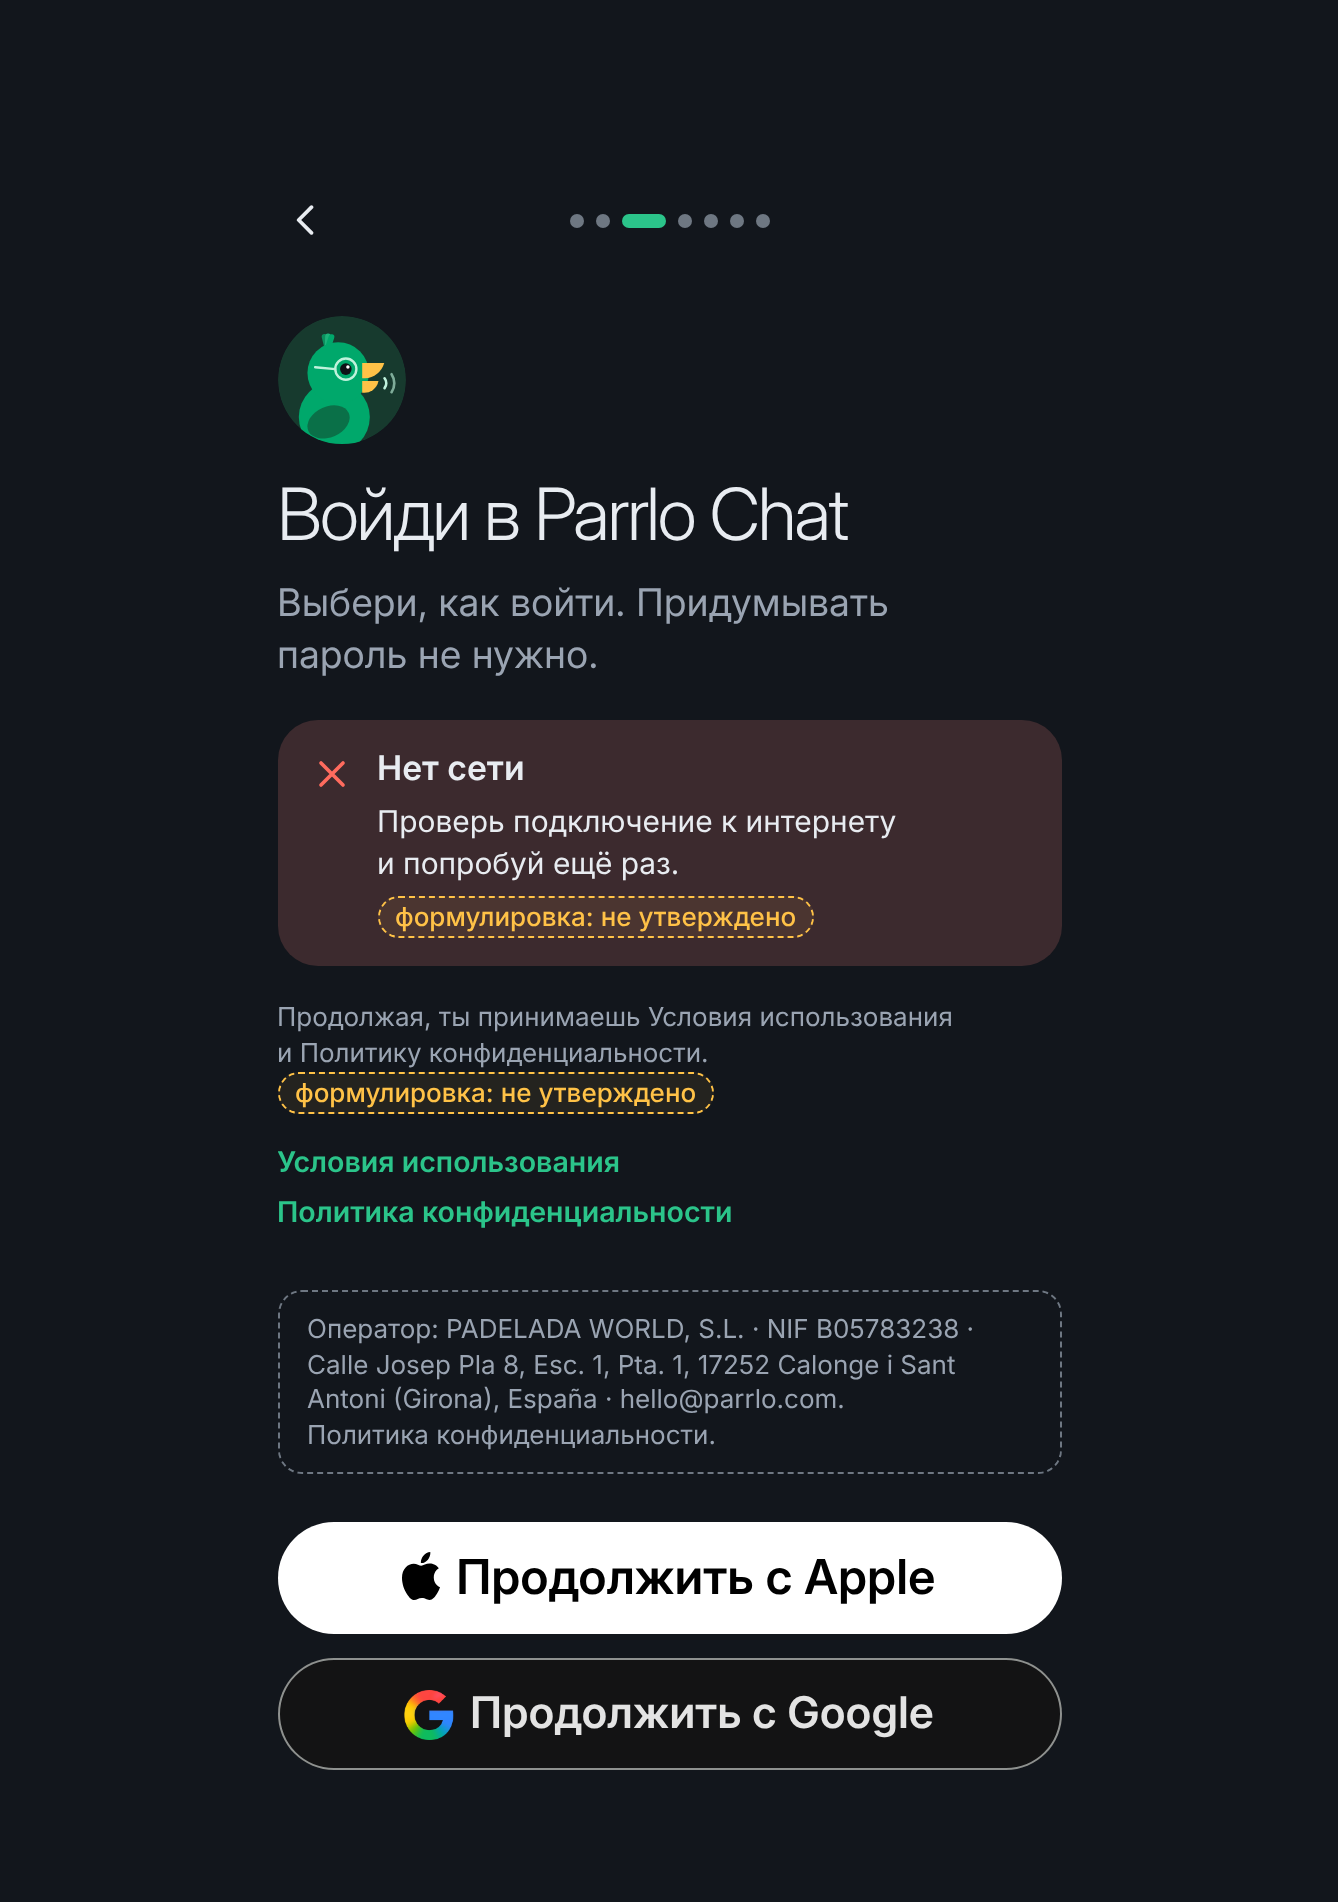 Войди в Parrlo Chat
Выбери, как войти. Придумывать
пароль не нужно.
Нет сети
Проверь подключение к интернету
и попробуй ещё раз.
формулировка: не утверждено
Продолжая, ты принимаешь Условия использования
и Политику конфиденциальности.
формулировка: не утверждено
Условия использования
Политика конфиденциальности
Оператор: PADELADA WORLD, S.L. · NIF B05783238 ·
Calle Josep Pla 8, Esc. 1, Pta. 1, 17252 Calonge i Sant
Antoni (Girona), España · hello@parrlo.com.
Политика конфиденциальности.
Продолжить с Apple
Продолжить с Google